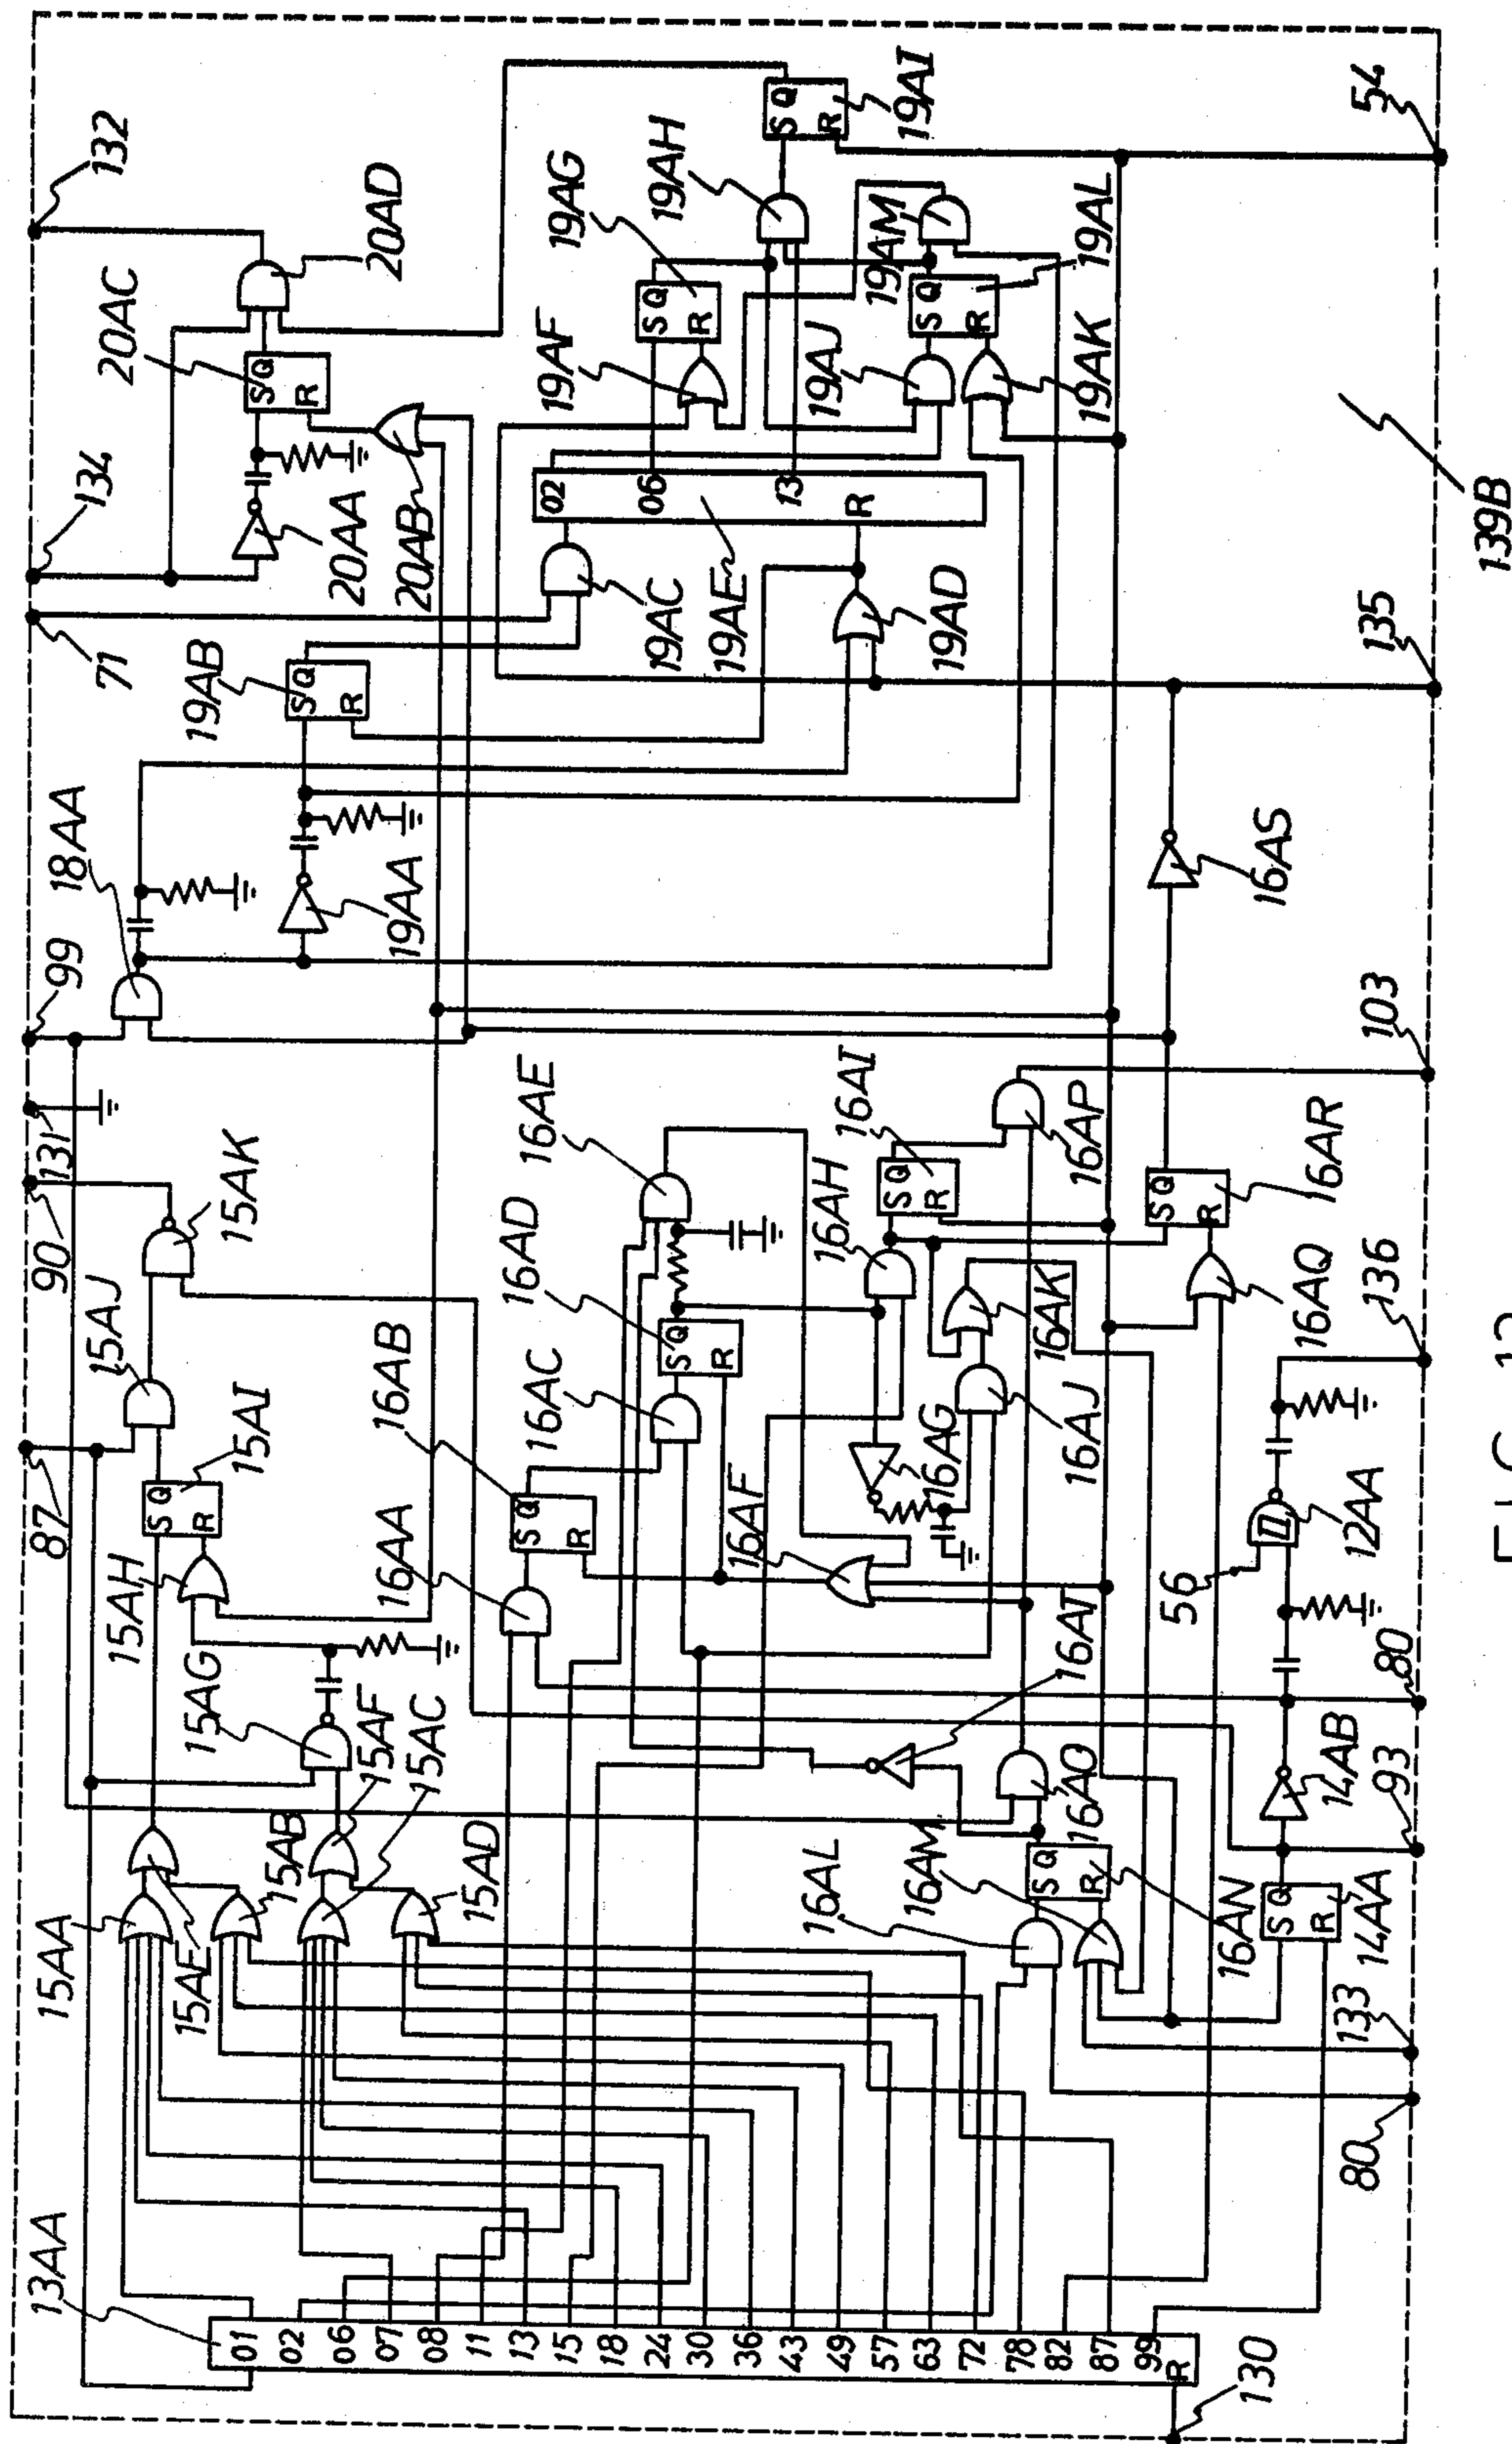 132
134
71
99
131
90
87
20AD
20AC
20AA
20AB
S Q
R
19AB
S Q
R
18AA
19AA
15AK
15AJ
15AI
S Q
R
15AH
15AG
15AF
15AC
15AB
15AD
15AA
15AE
13AA
01
02
06
07
08
11
13
15
18
24
30
36
43
49
57
63
72
78
82
87
99
R
130
19AI
S Q
R
19AH
19AG
S Q
R
19AF
19AM
19AL
S Q
R
19AJ
19AK
02
06
13
R
19AC
19AE
19AD
16AE
16AD
S Q
R
16AC
16AB
S Q
R
16AA
16AF
16AI
S Q
R
16AH
16AP
16AK
16AG
16AJ
16AT
16AO
16AL
16AM
S Q
R
16AN
16AS
16AR
S Q
R
16AQ
12AA
56
14AB
14AA
S Q
R
54
135
103
136
80
93
133
80
139B